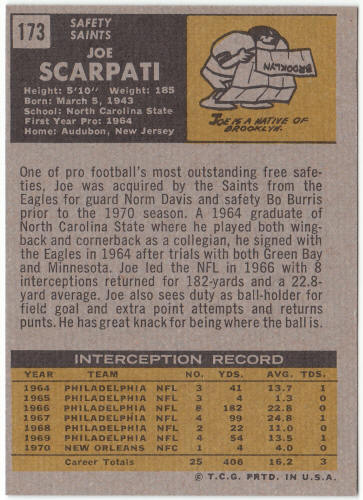 173
SAFETY
SAINTS
JOE
SCARPATI
Height: 5'10" Weight: 185
Born: March 5, 1943
School: North Carolina State
First Year Pro: 1964
Home: Audubon, New Jersey
BROOKLYN
JOE IS A NATIVE OF
BROOKLYN.
One of pro football's most outstanding free safe-
ties, Joe was acquired by the Saints from the
Eagles for guard Norm Davis and safety Bo Burris
prior to the 1970 season. A 1964 graduate of
North Carolina State where he played both wing-
back and cornerback as a collegian, he signed with
the Eagles in 1964 after trials with both Green Bay
and Minnesota. Joe led the NFL in 1966 with 8
interceptions returned for 182-yards and a 22.8-
yard average. Joe also sees duty as ball-holder for
field goal and extra point attempts and returns
punts. He has great knack for being where the ball is.
INTERCEPTION RECORD
YEAR TEAM NO. YDS. AVG. TDS.
1964 PHILADELPHIA NFL 3 41 13.7 1
1965 PHILADELPHIA NFL 3 4 1.3 0
1966 PHILADELPHIA NFL 8 182 22.8 0
1967 PHILADELPHIA NFL 4 99 24.8 1
1968 PHILADELPHIA NFL 2 22 11.0 0
1969 PHILADELPHIA NFL 4 54 13.5 1
1970 NEW ORLEANS NFC 1 4 4.0 0
Career Totals 25 406 16.2 3
© T.C.G. PRTD. IN U.S.A.